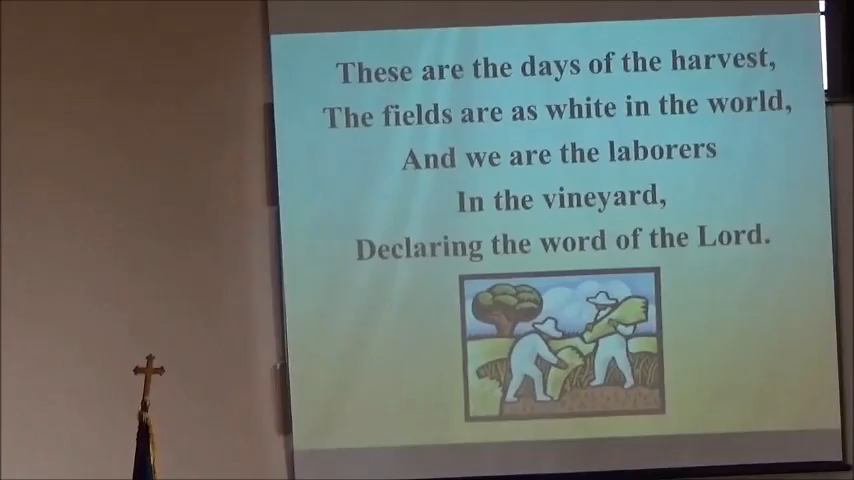 These are the days of the harvest,
The fields are as white in the world,
And we are the laborers
In the vineyard,
Declaring the word of the Lord.